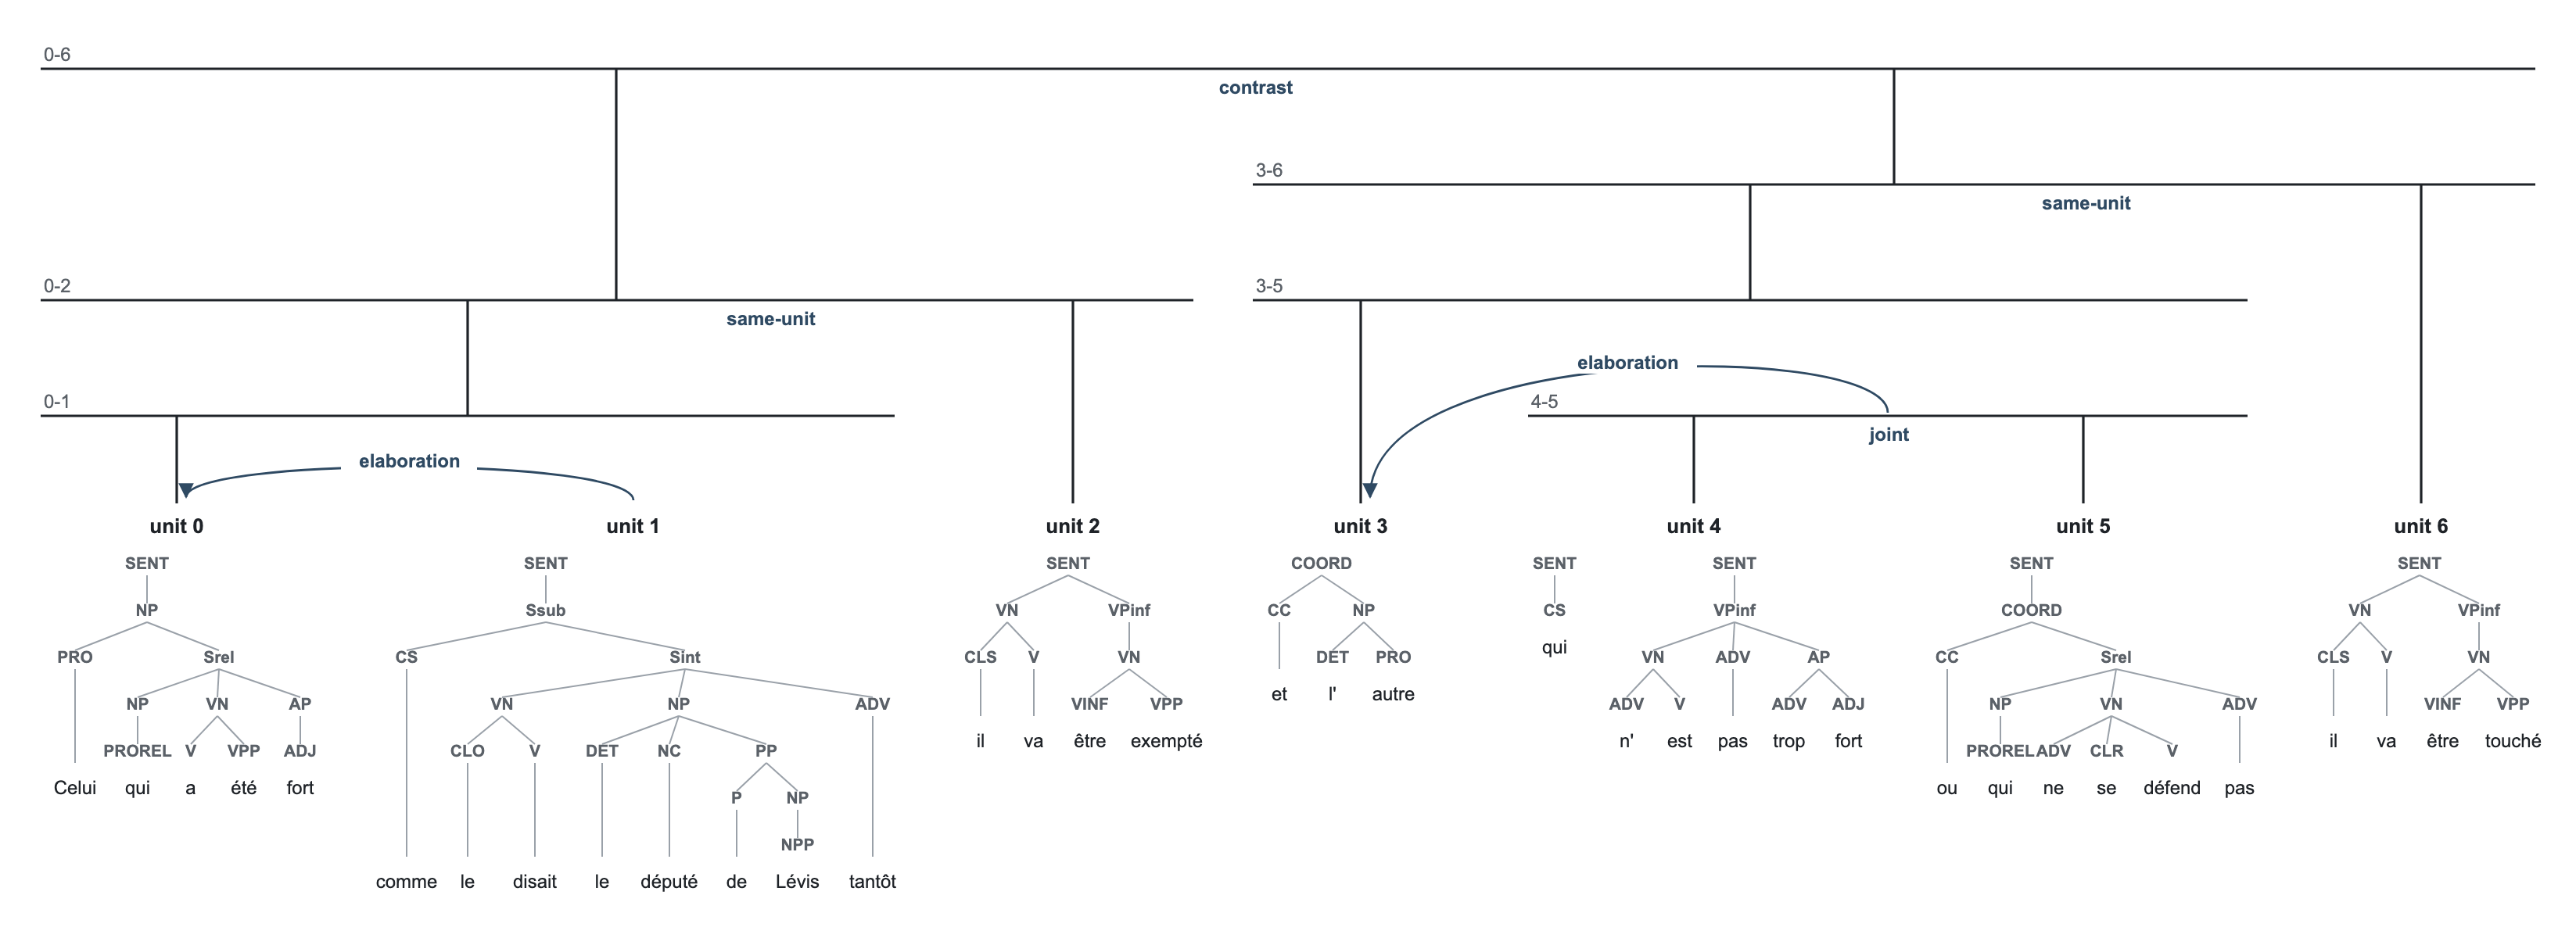 0-6
contrast
3-6
same-unit
0-2
3-5
same-unit
elaboration
0-1
4-5
joint
elaboration
unit 0 unit 1 unit 2 unit 3 unit 4 unit 5 unit 6
SENT SENT SENT COORD SENT SENT SENT SENT
NP Ssub VN VPinf CC NP CS VPinf COORD VN VPinf
qui
PRO Srel CS Sint CLS V VN DET PRO VN ADV AP CC Srel CLS V VN
et l' autre
NP VN AP VN NP ADV VINF VPP ADV V ADV ADJ NP VN ADV VINF VPP
il va être exempté n' est pas trop fort il va être touché
PROREL V VPP ADJ CLO V DET NC PP PROREL ADV CLR V
Celui qui a été fort ou qui ne se défend pas
P NP
NPP
comme le disait le député de Lévis tantôt